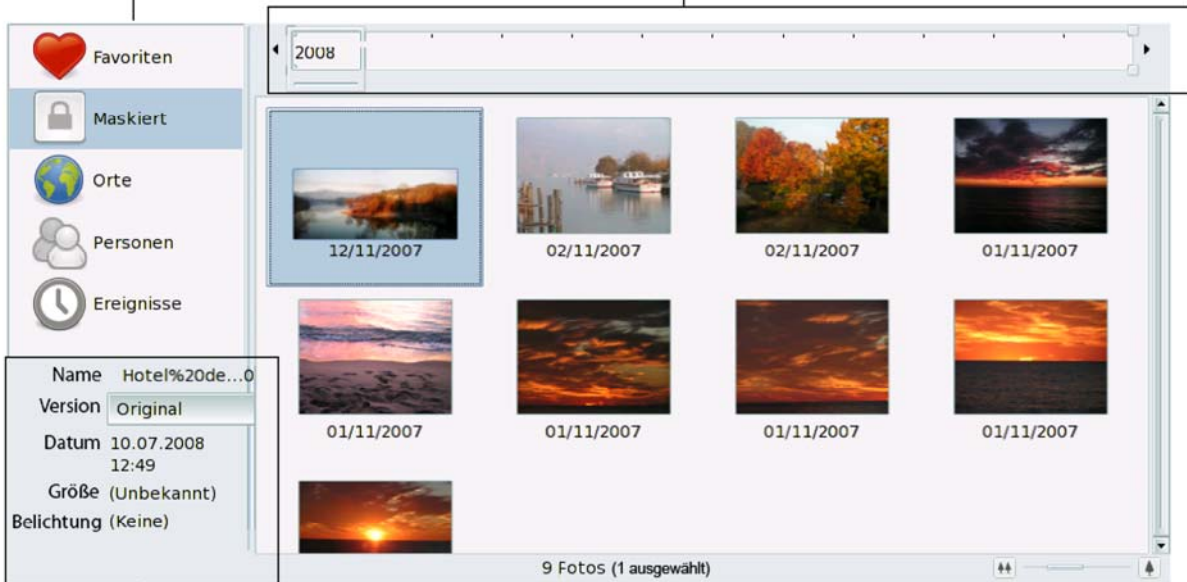 Favoriten
Maskiert
Orte
Personen
Ereignisse
Name Hotel%20de...0
Version Original
Datum 10.07.2008
12:49
Größe (Unbekannt)
Belichtung (Keine)
2008
12/11/2007 02/11/2007 02/11/2007 01/11/2007
01/11/2007 01/11/2007 01/11/2007 01/11/2007
9 Fotos (1 ausgewählt)